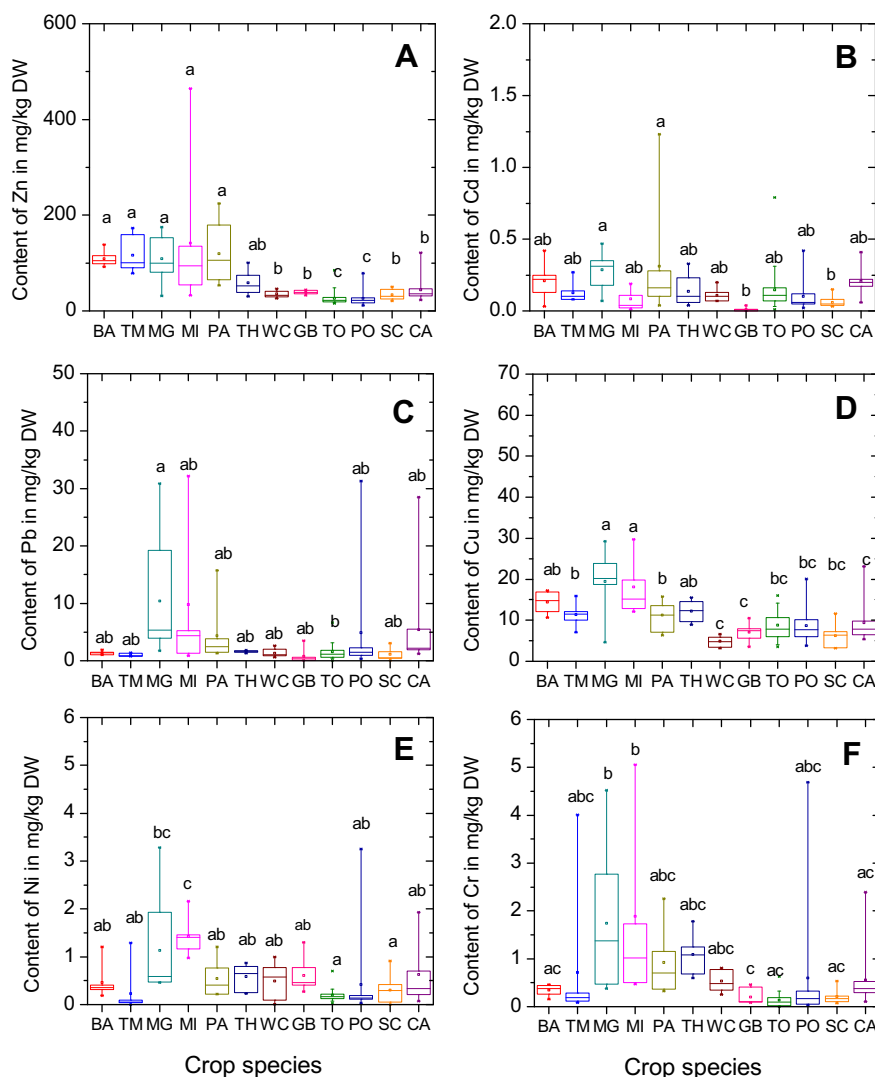 A
Content of Zn in mg/kg DW
600
400
200
0
a a a a a ab b b c c b ab
BA TM MG MI PA TH WC GB TO PO SC CA
B
Content of Cd in mg/kg DW
2.0
1.5
1.0
0.5
0.0
ab ab a ab a ab ab b ab ab b ab
BA TM MG MI PA TH WC GB TO PO SC CA
C
Content of Pb in mg/kg DW
50
40
30
20
10
0
ab ab a ab ab ab ab ab b ab ab ab
BA TM MG MI PA TH WC GB TO PO SC CA
D
Content of Cu in mg/kg DW
70
60
50
40
30
20
10
0
ab b a a b ab c c bc bc bc c
BA TM MG MI PA TH WC GB TO PO SC CA
E
Content of Ni in mg/kg DW
6
5
4
3
2
1
0
ab ab bc c ab ab ab ab a ab a ab
BA TM MG MI PA TH WC GB TO PO SC CA
Crop species
F
Content of Cr in mg/kg DW
6
5
4
3
2
1
0
ac abc b b abc abc abc c ac abc ac ac
BA TM MG MI PA TH WC GB TO PO SC CA
Crop species